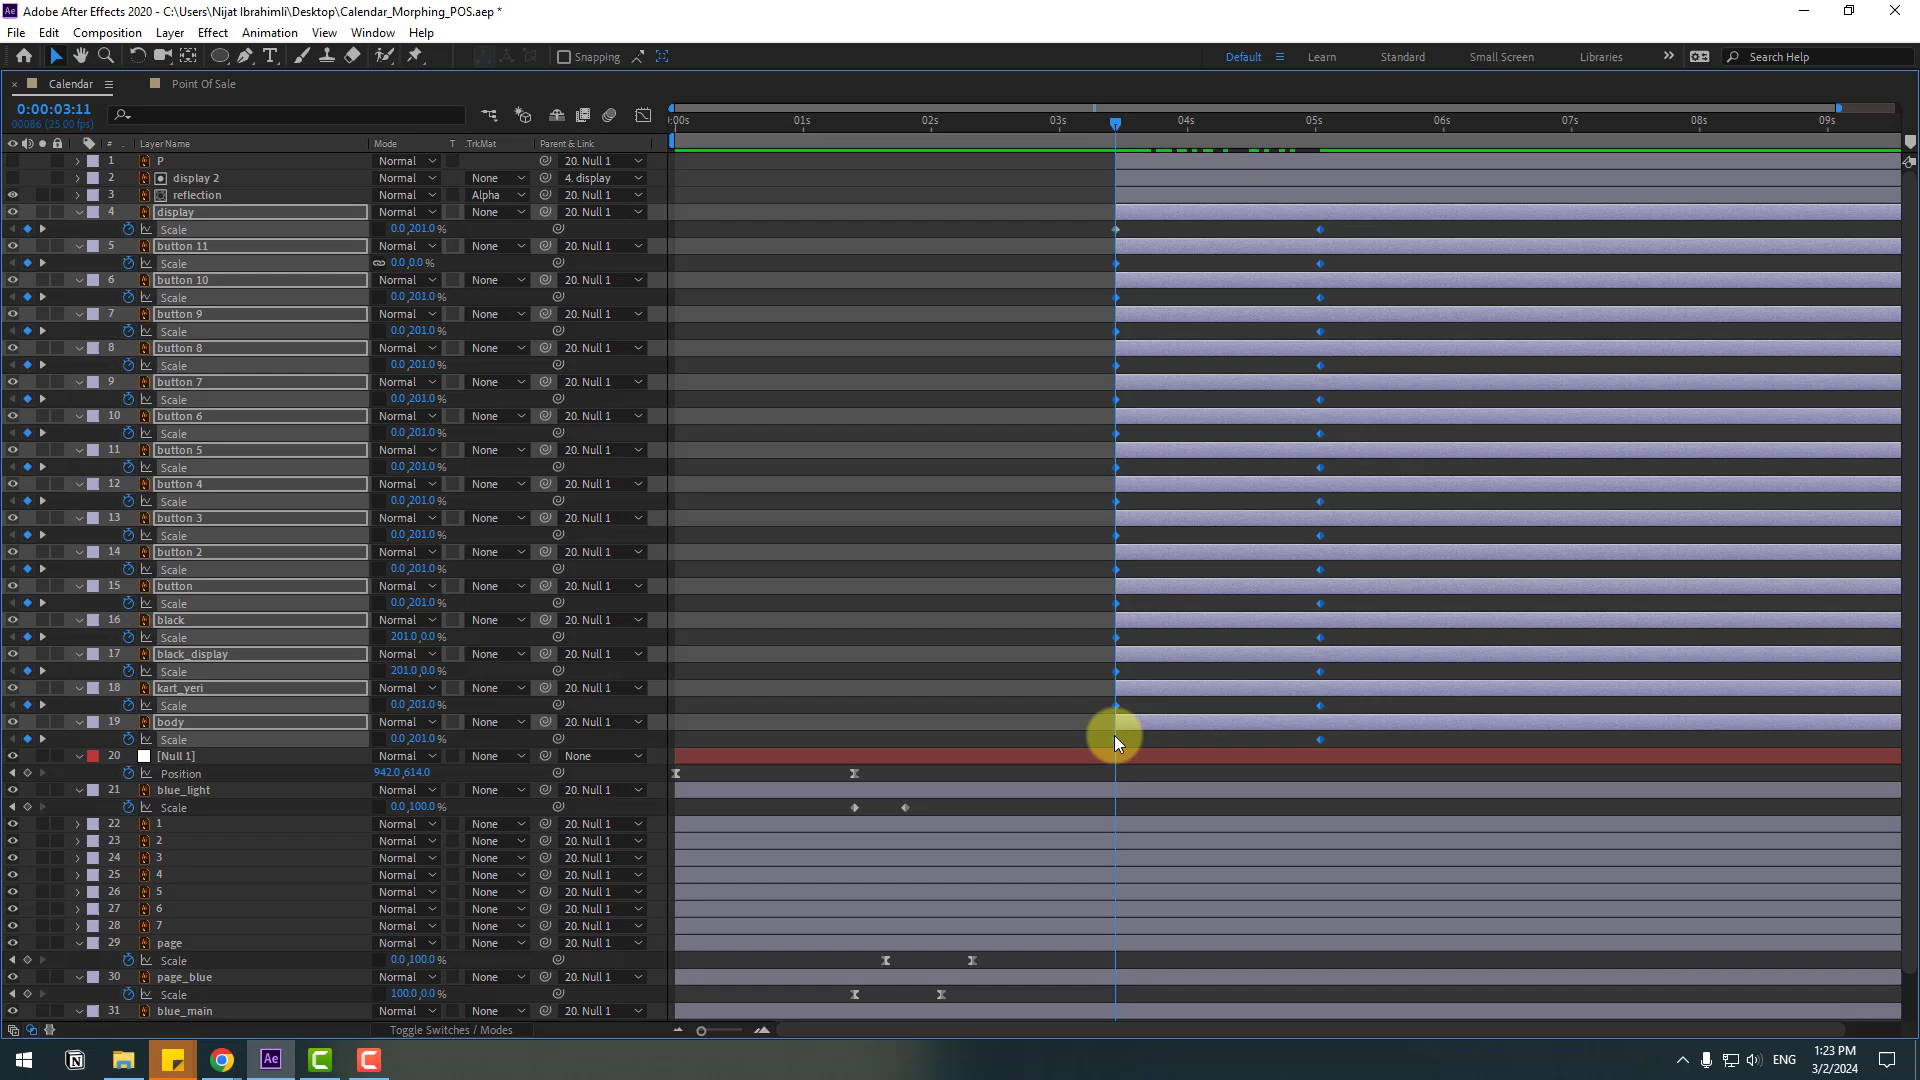 Adobe After Effects 2020 - C:\Users\Nijat Ibrahimli\Desktop\Calendar_Morphing_POS.aep *
File Edit Composition Layer Effect Animation View Window Help
Snapping Default Learn Standard Small Screen Libraries Search Help
Calendar Point Of Sale
0:00:03:11
00086 (25.00 fps)
:00s 01s 02s 03s 04s 05s 06s 07s 08s 09s
# Layer Name Mode T .TrkMat Parent & Link
1 P Normal 20. Null 1
2 display 2 Normal None 4. display
3 reflection Normal Alpha 20. Null 1
4 display Normal None 20. Null 1
Scale 0.0,201.0%
5 button 11 Normal None 20. Null 1
Scale 0.0,0.0%
6 button 10 Normal None 20. Null 1
Scale 0.0,201.0%
7 button 9 Normal None 20. Null 1
Scale 0.0,201.0%
8 button 8 Normal None 20. Null 1
Scale 0.0,201.0%
9 button 7 Normal None 20. Null 1
Scale 0.0,201.0%
10 button 6 Normal None 20. Null 1
Scale 0.0,201.0%
11 button 5 Normal None 20. Null 1
Scale 0.0,201.0%
12 button 4 Normal None 20. Null 1
Scale 0.0,201.0%
13 button 3 Normal None 20. Null 1
Scale 0.0,201.0%
14 button 2 Normal None 20. Null 1
Scale 0.0,201.0%
15 button Normal None 20. Null 1
Scale 0.0,201.0%
16 black Normal None 20. Null 1
Scale 201.0,0.0%
17 black_display Normal None 20. Null 1
Scale 201.0,0.0%
18 kart_yeri Normal None 20. Null 1
Scale 0.0,201.0%
19 body Normal None 20. Null 1
Scale 0.0,201.0%
20 [Null 1] Normal None None
Position 942.0,614.0
21 blue_light Normal None 20. Null 1
Scale 0.0,100.0%
22 1 Normal None 20. Null 1
23 2 Normal None 20. Null 1
24 3 Normal None 20. Null 1
25 4 Normal None 20. Null 1
26 5 Normal None 20. Null 1
27 6 Normal None 20. Null 1
28 7 Normal None 20. Null 1
29 page Normal None 20. Null 1
Scale 0.0,100.0%
30 page_blue Normal None 20. Null 1
Scale 100.0,0.0%
31 blue_main Normal None 20. Null 1
Toggle Switches / Modes
Ae ENG 1:23 PM
3/2/2024